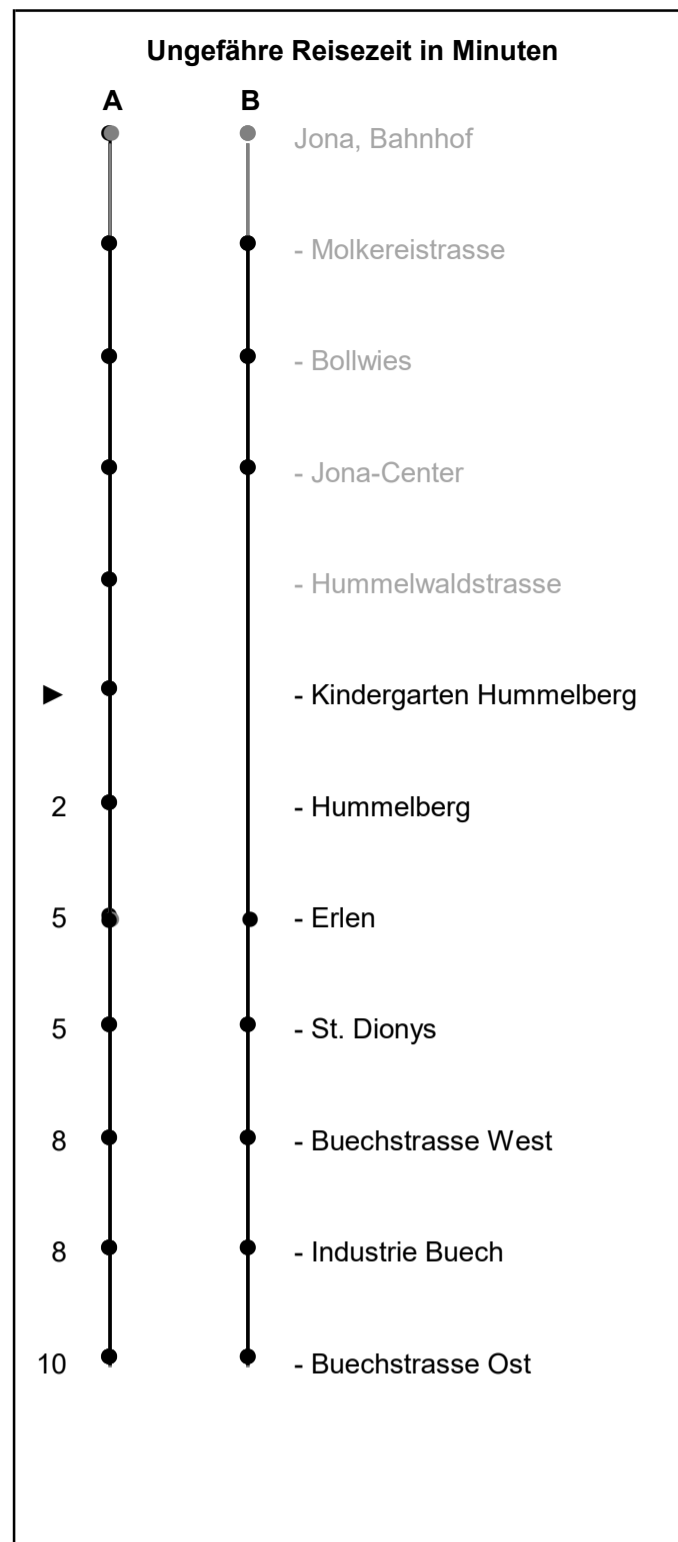 Ungefähre Reisezeit in Minuten
A B
Jona, Bahnhof
- Molkereistrasse
- Bollwies
- Jona-Center
- Hummelwaldstrasse
► - Kindergarten Hummelberg
2 - Hummelberg
5 - Erlen
5 - St. Dionys
8 - Buechstrasse West
8 - Industrie Buech
10 - Buechstrasse Ost